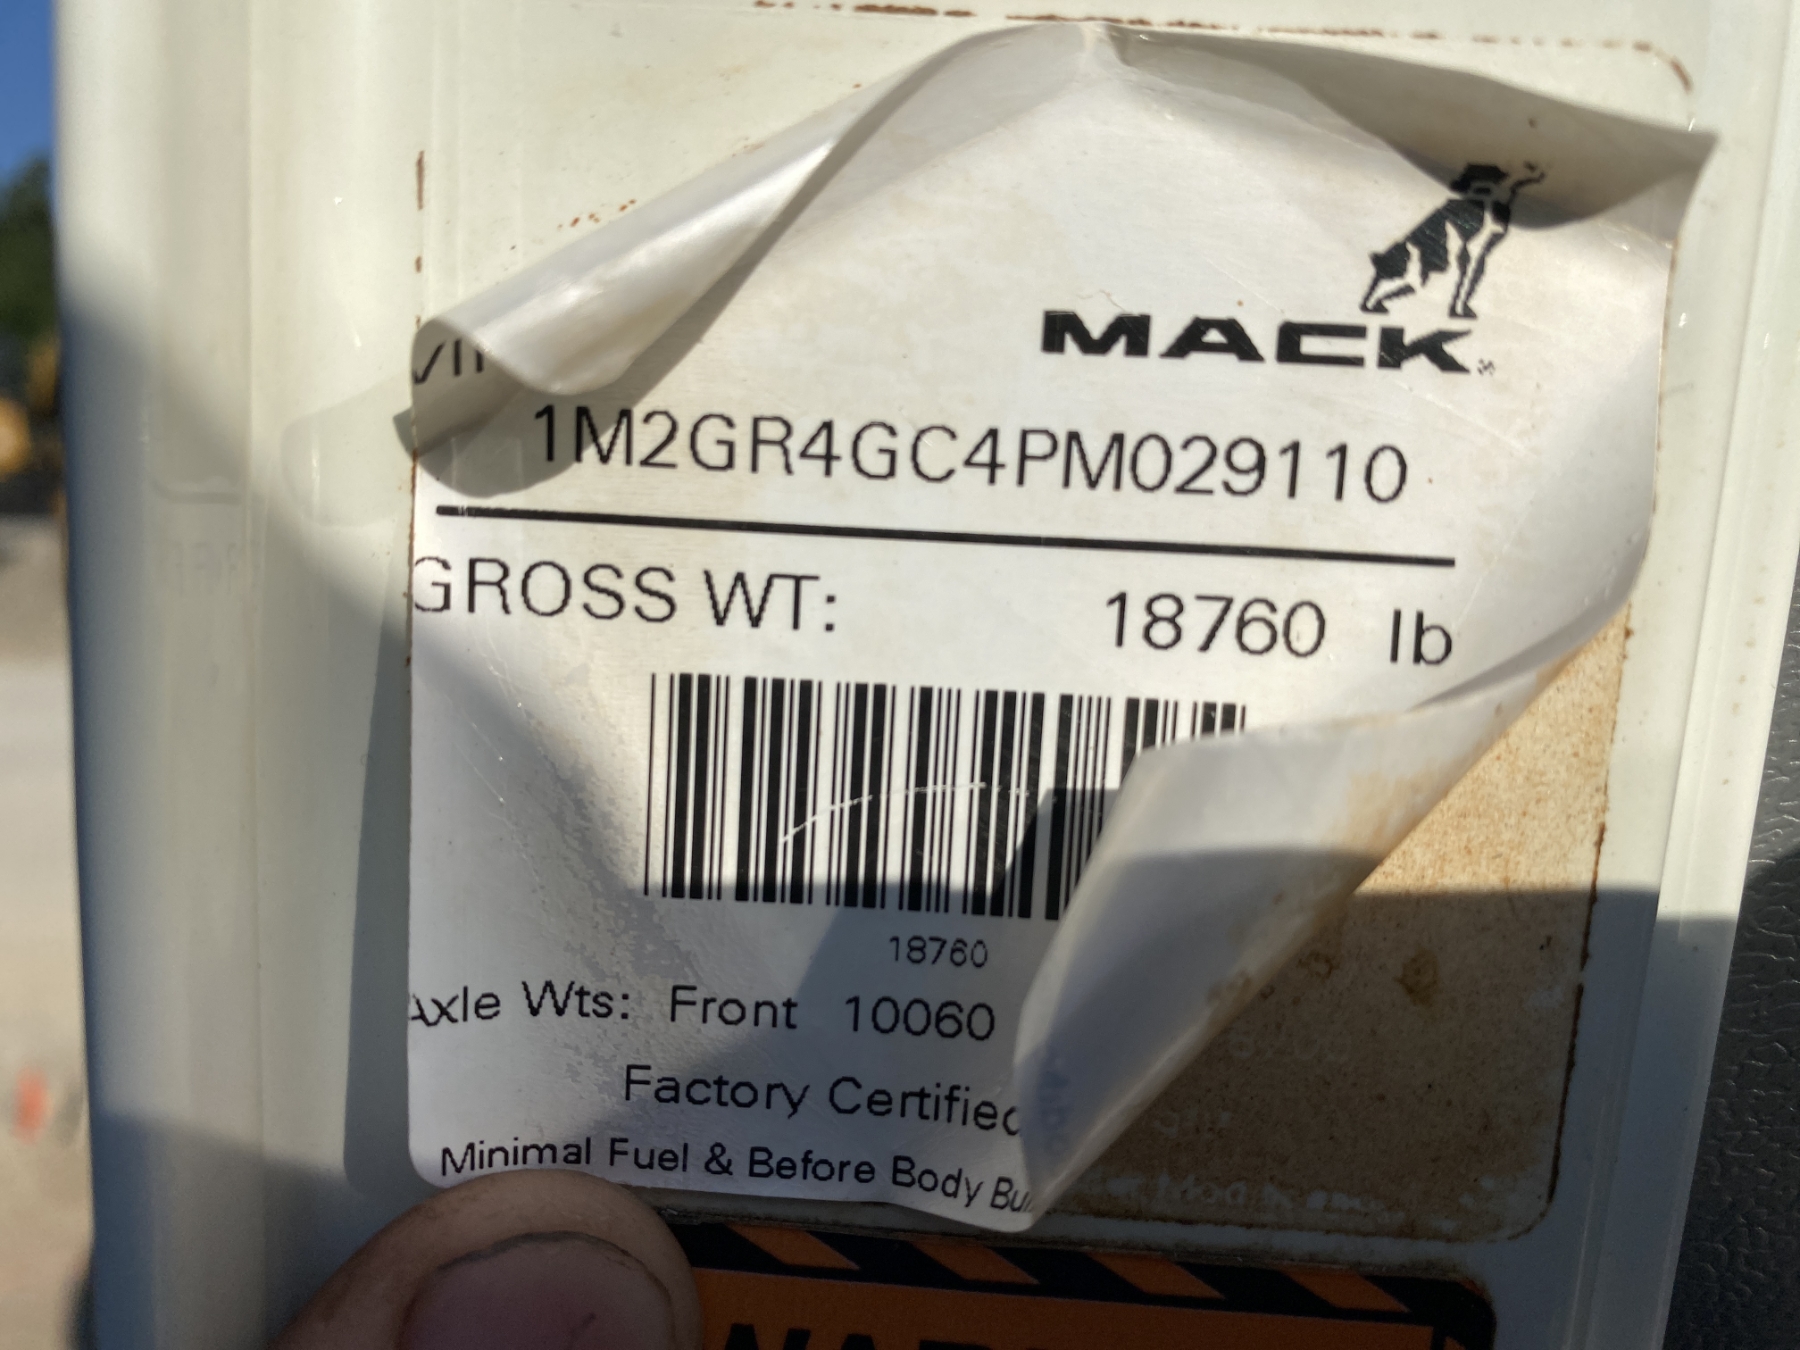 MACK
1M2GR4GC4PM029110
GROSS WT: 18760 lb
18760
Axle Wts: Front 10060
Factory Certified
Minimal Fuel & Before Body